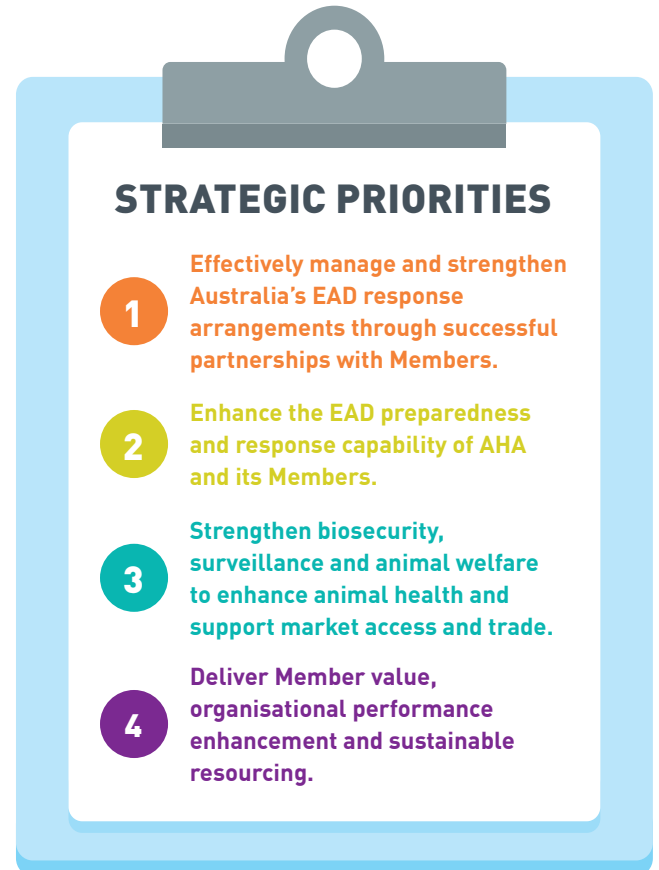 STRATEGIC PRIORITIES
1
Effectively manage and strengthen
Australia’s EAD response
arrangements through successful
partnerships with Members.
2
Enhance the EAD preparedness
and response capability of AHA
and its Members.
3
Strengthen biosecurity,
surveillance and animal welfare
to enhance animal health and
support market access and trade.
4
Deliver Member value,
organisational performance
enhancement and sustainable
resourcing.